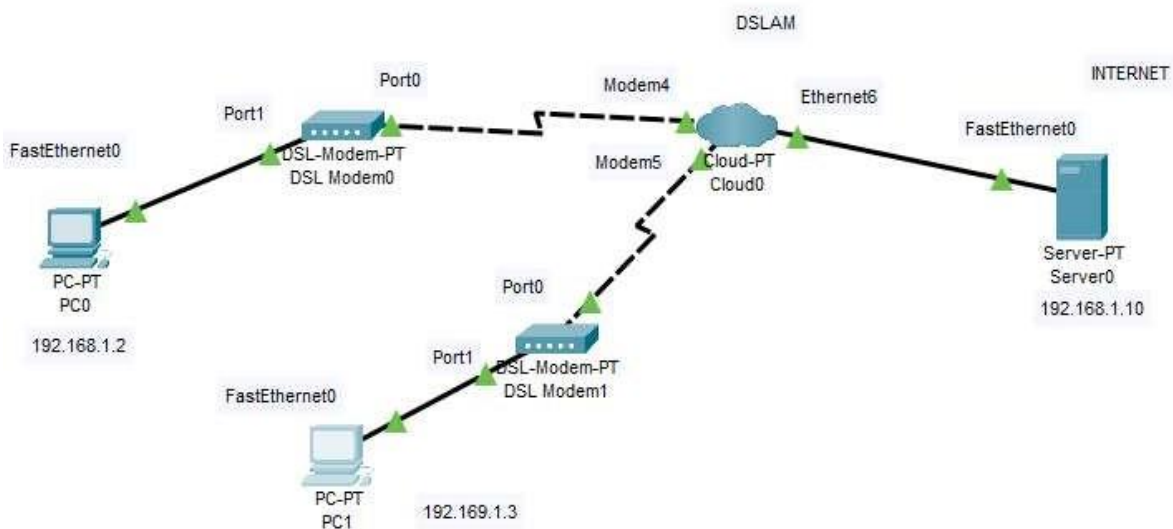 DSLAM
INTERNET
Port0
Modem4
Ethernet6
Port1
FastEthernet0
FastEthernet0
DSL-Modem-PT
DSL Modem0
Modem5
Cloud-PT
Cloud0
PC-PT
PC0
192.168.1.2
Server-PT
Server0
192.168.1.10
Port0
Port1
DSL-Modem-PT
DSL Modem1
FastEthernet0
PC-PT
PC1
192.169.1.3